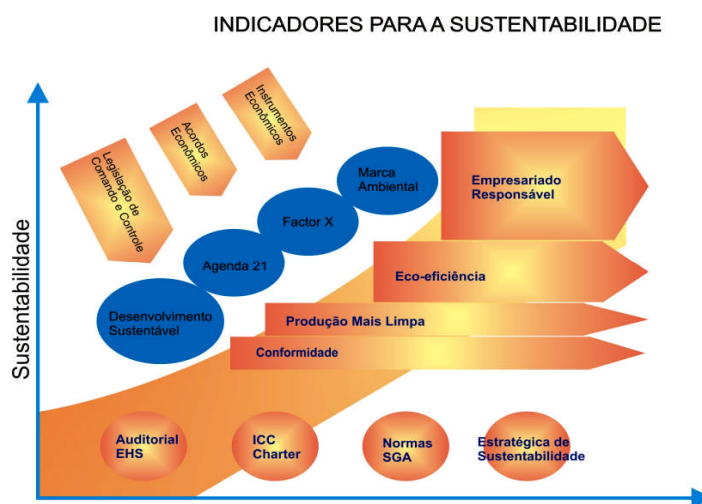 INDICADORES PARA A SUSTENTABILIDADE
Sustentabilidade
Legislação de
Comando e Controle
Acordos
Econômicos
Instrumentos
Econômicos
Desenvolvimento
Sustentável
Agenda 21
Factor X
Marca
Ambiental
Empresariado
Responsável
Eco-eficiência
Produção Mais Limpa
Conformidade
Auditorial
EHS
ICC
Charter
Normas
SGA
Estratégica de
Sustentabilidade